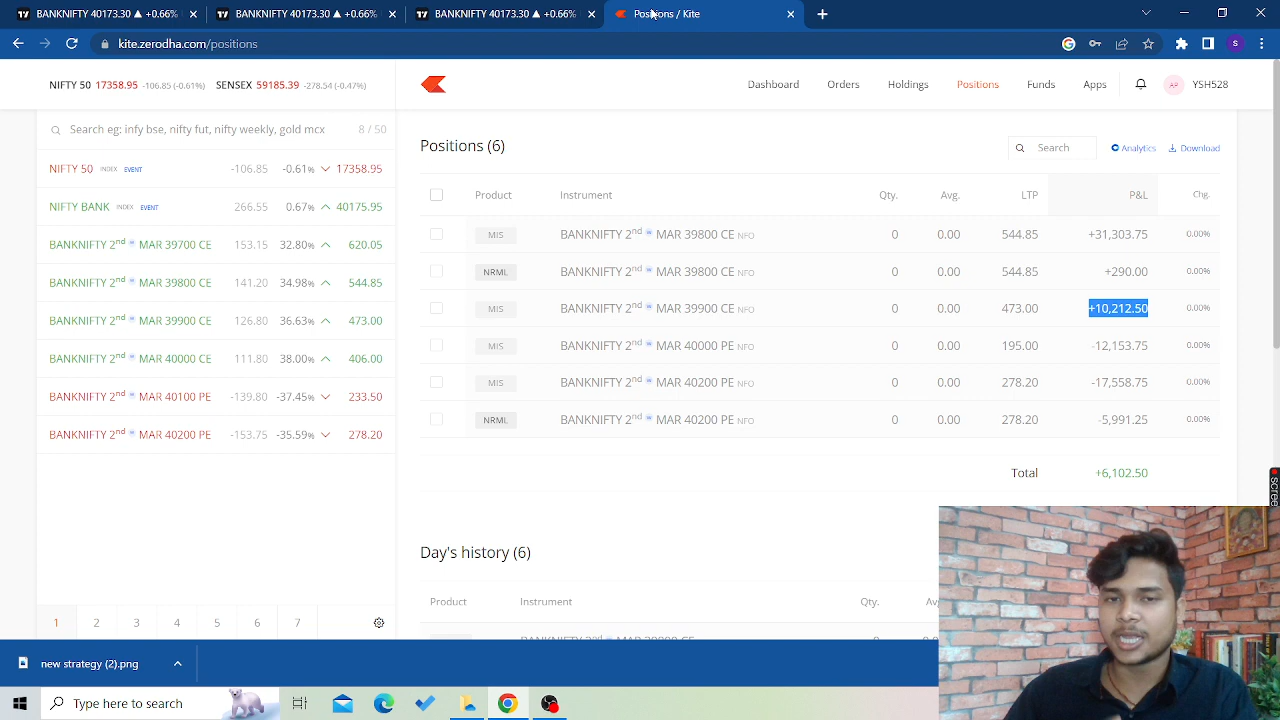 BANKNIFTY 40173.30 ▲ +0.66%
BANKNIFTY 40173.30 ▲ +0.66%
BANKNIFTY 40173.30 ▲ +0.66%
Positions / Kite
kite.zerodha.com/positions
NIFTY 50 17358.95 -106.85 (-0.61%) SENSEX 59185.39 -278.54 (-0.47%)
Dashboard Orders Holdings Positions Funds Apps AP YSH528
Search eg: infy bse, nifty fut, nifty weekly, gold mcx 8 / 50
NIFTY 50 INDEX EVENT -106.85 -0.61% 17358.95
NIFTY BANK INDEX EVENT 266.55 0.67% 40175.95
BANKNIFTY 2nd w MAR 39700 CE 153.15 32.80% 620.05
BANKNIFTY 2nd w MAR 39800 CE 141.20 34.98% 544.85
BANKNIFTY 2nd w MAR 39900 CE 126.80 36.63% 473.00
BANKNIFTY 2nd w MAR 40000 CE 111.80 38.00% 406.00
BANKNIFTY 2nd w MAR 40100 PE -139.80 -37.45% 233.50
BANKNIFTY 2nd w MAR 40200 PE -153.75 -35.59% 278.20
1 2 3 4 5 6 7
Positions (6)
Search Analytics Download
Product Instrument Qty. Avg. LTP P&L Chg.
MIS BANKNIFTY 2nd w MAR 39800 CE NFO 0 0.00 544.85 +31,303.75 0.00%
NRML BANKNIFTY 2nd w MAR 39800 CE NFO 0 0.00 544.85 +290.00 0.00%
MIS BANKNIFTY 2nd w MAR 39900 CE NFO 0 0.00 473.00 +10,212.50 0.00%
MIS BANKNIFTY 2nd w MAR 40000 PE NFO 0 0.00 195.00 -12,153.75 0.00%
MIS BANKNIFTY 2nd w MAR 40200 PE NFO 0 0.00 278.20 -17,558.75 0.00%
NRML BANKNIFTY 2nd w MAR 40200 PE NFO 0 0.00 278.20 -5,991.25 0.00%
Total +6,102.50
Day's history (6)
Product Instrument Qty.
new strategy (2).png
Type here to search